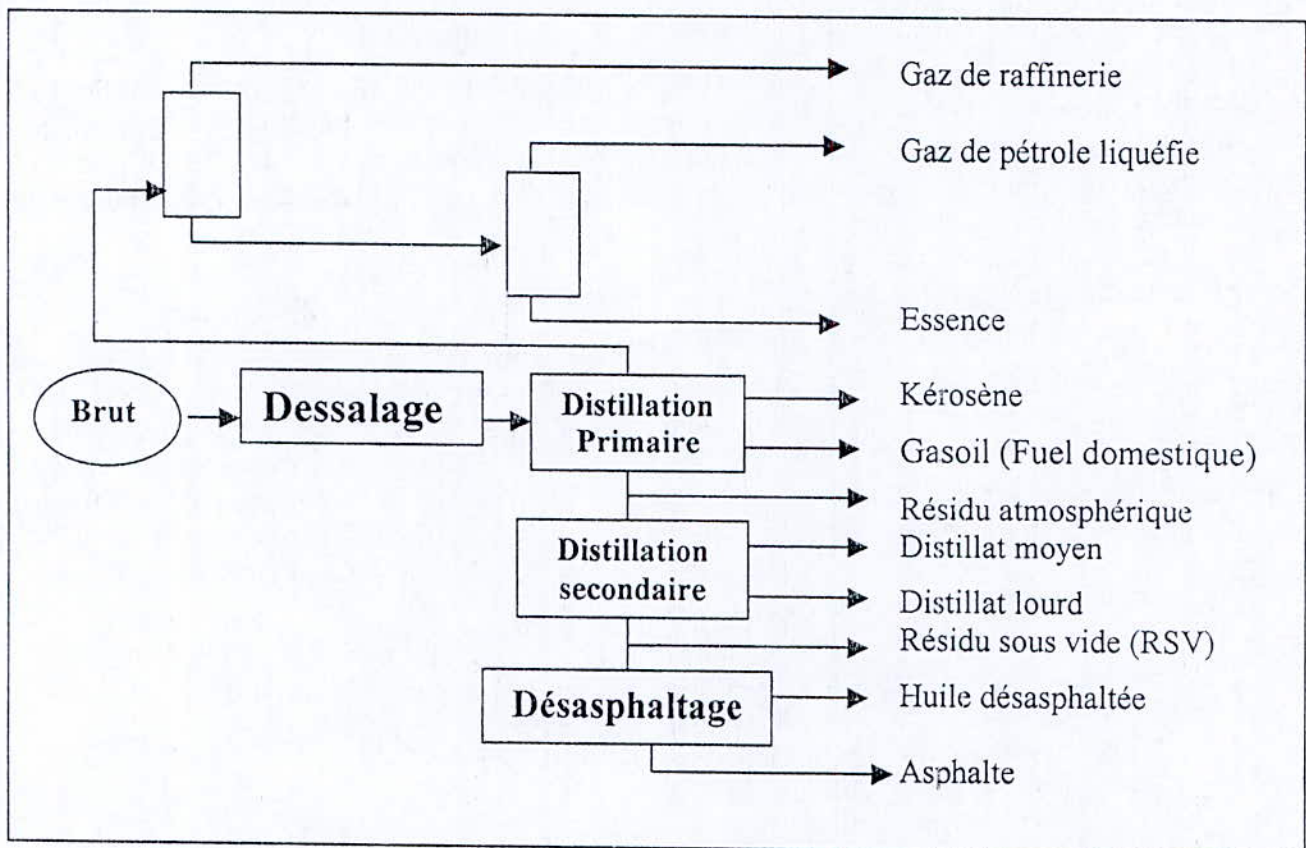 Gaz de raffinerie
Gaz de pétrole liquéfie
Essence
Brut
Dessalage
Distillation
Primaire
Kérosène
Gasoil (Fuel domestique)
Résidu atmosphérique
Distillation
secondaire
Distillat moyen
Distillat lourd
Résidu sous vide (RSV)
Désasphaltage
Huile désasphaltée
Asphalte